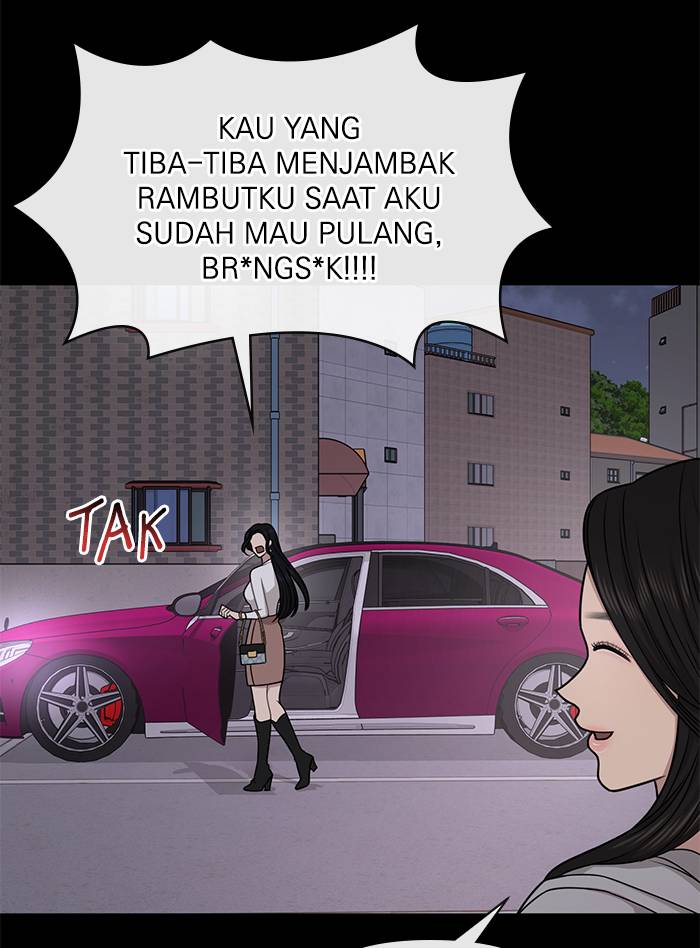 KAU YANG
TIBA-TIBA MENJAMBAK
RAMBUTKU SAAT AKU
SUDAH MAU PULANG,
BR*NGS*K!!!!
TAK